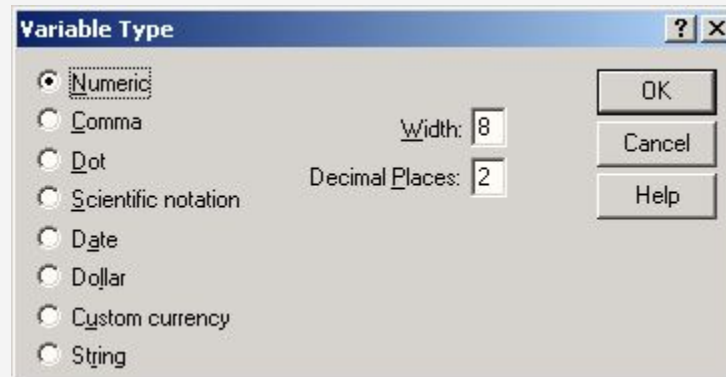 Variable Type
Numeric
Comma
Dot
Scientific notation
Date
Dollar
Custom currency
String
Width: 8
Decimal Places: 2
OK
Cancel
Help